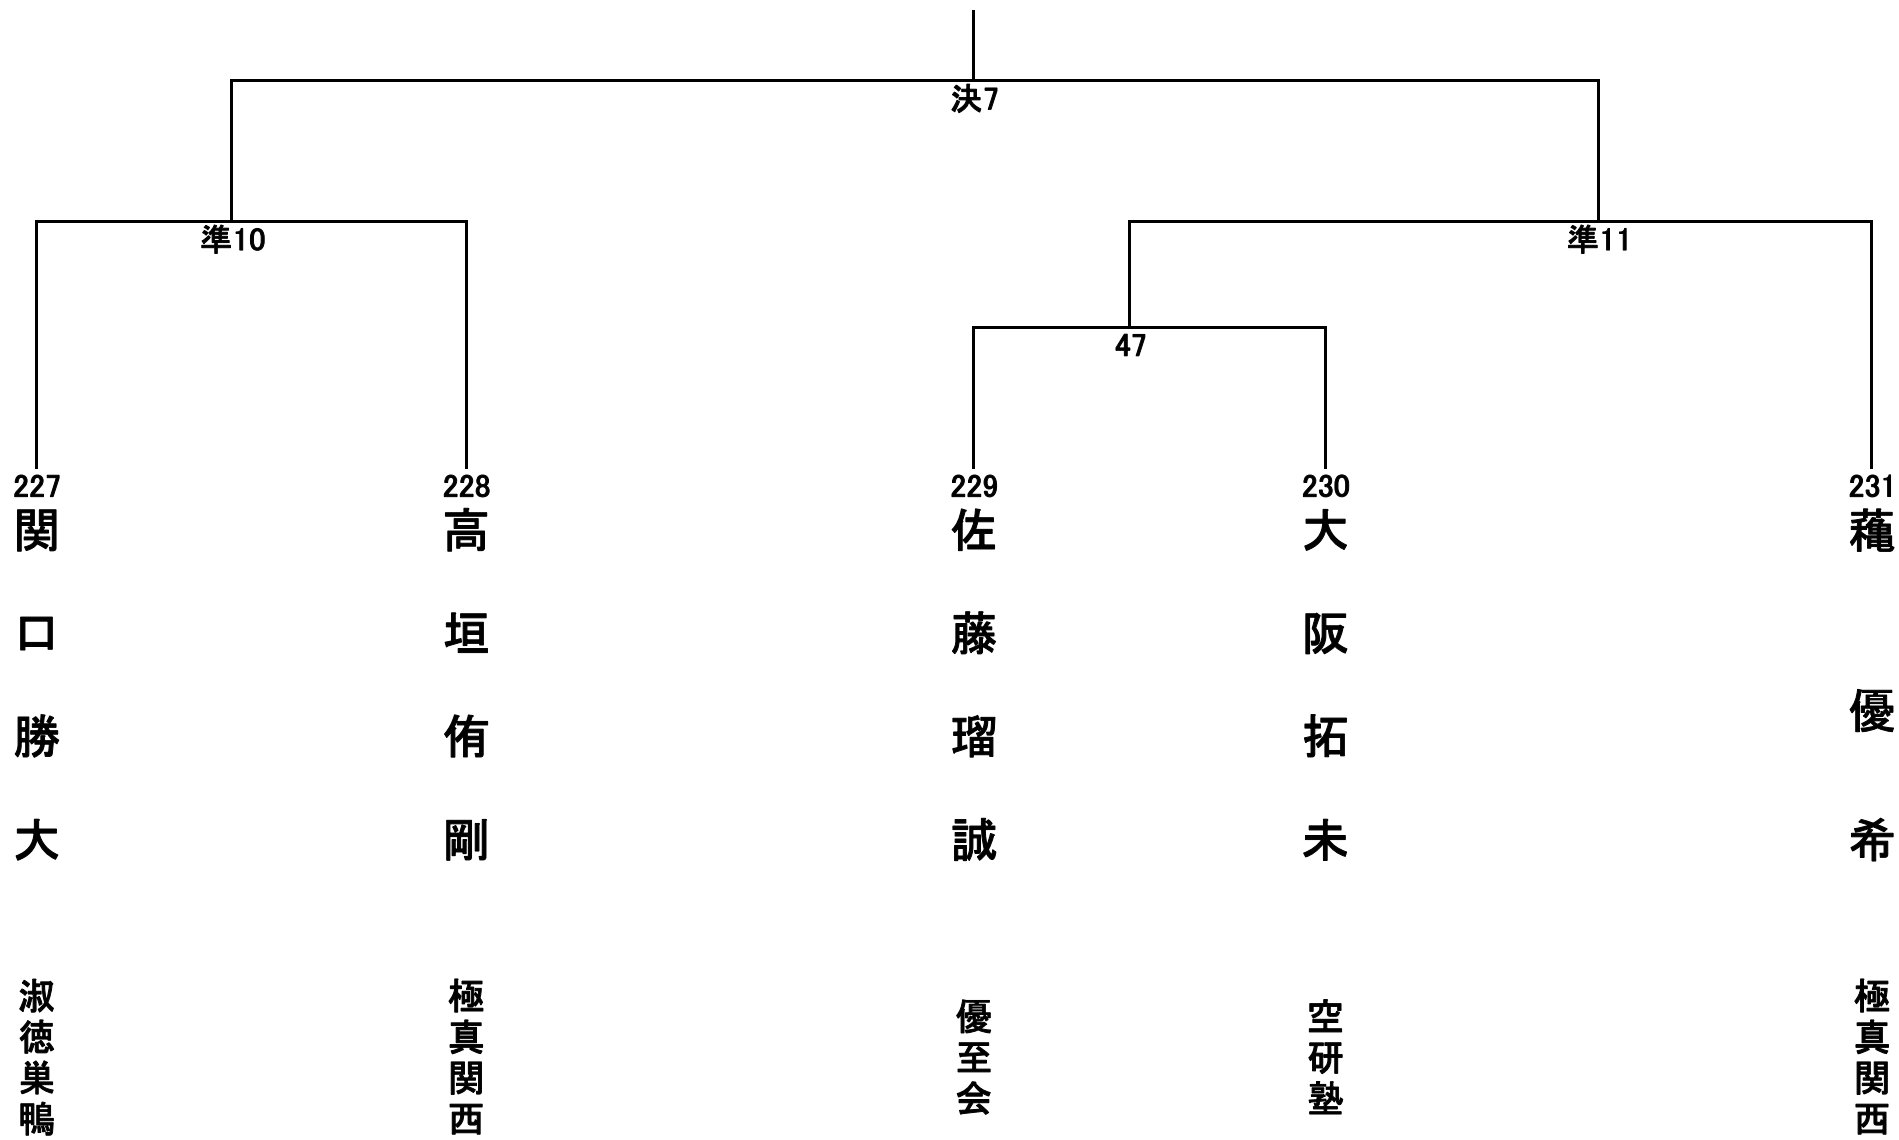 決7
準10
準11
47
227
関口勝大
淑徳巣鴨
228
高垣侑剛
極真関西
229
佐藤瑠誠
優至会
230
大阪拓未
空研塾
231
蘒優希
極真関西